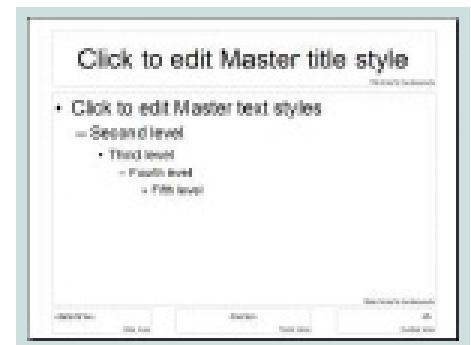 Click to edit Master title style
• Click to edit Master text styles
– Second level
• Third level
– Fourth level
» Fifth level